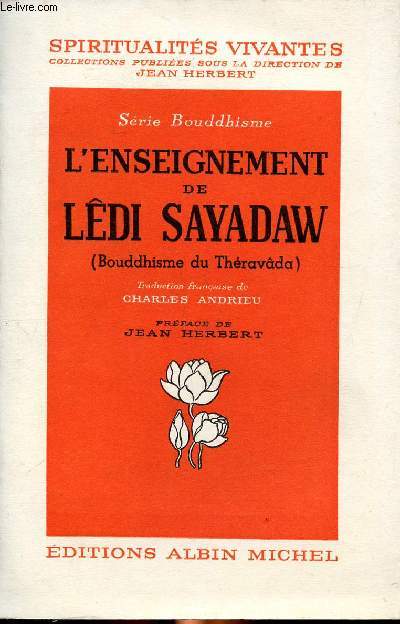 Le-livre.com
SPIRITUALITÉS VIVANTES
COLLECTIONS PUBLIÉES SOUS LA DIRECTION DE
JEAN HERBERT
Série Bouddhisme
L'ENSEIGNEMENT
DE
LÊDI SAYADAW
(Bouddhisme du Théravâda)
Traduction française de
CHARLES ANDRIEU
PRÉFACE DE
JEAN HERBERT
ÉDITIONS ALBIN MICHEL